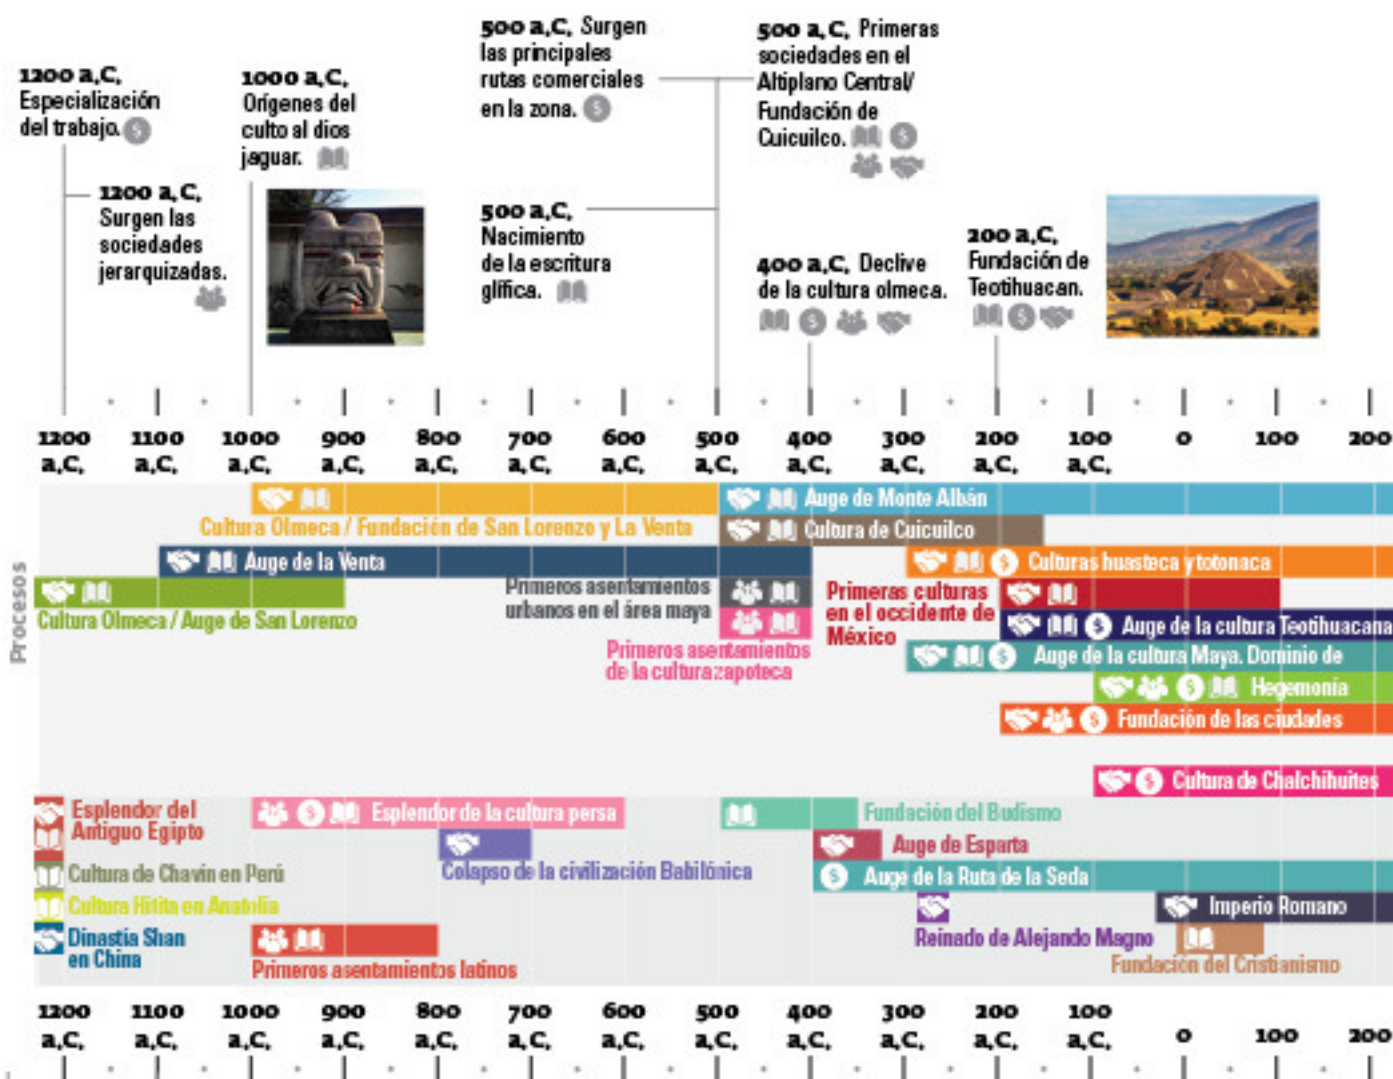 1200 a.C.
Especialización
del trabajo.
1200 a.C.
Surgen las
sociedades
jerarquizadas.
1000 a.C.
Orígenes del
culto al dios
jaguar.
500 a.C. Surgen
las principales
rutas comerciales
en la zona.
500 a.C.
Nacimiento
de la escritura
glífica.
500 a.C. Primeras
sociedades en el
Altiplano Central/
Fundación de
Cuicuilco.
400 a.C. Declive
de la cultura olmeca.
200 a.C.
Fundación de
Teotihuacan.
1200 1100 1000 900 800 700 600 500 400 300 200 100 0 100 200
a.C. a.C. a.C. a.C. a.C. a.C. a.C. a.C. a.C. a.C. a.C. a.C.
Procesos
Auge de Monte Albán
Cultura Olmeca / Fundación de San Lorenzo y La Venta
Cultura de Cuicuilco
Auge de la Venta
Culturas huasteca y totonaca
Primeros asentamientos
urbanos en el área maya
Primeras culturas
en el occidente de
México
Cultura Olmeca / Auge de San Lorenzo
Auge de la cultura Teotihuacana
Primeros asentamientos
de la cultura zapoteca
Auge de la cultura Maya. Dominio de
Hegemonía
Fundación de las ciudades
Cultura de Chalchihuites
Esplendor del
Antiguo Egipto
Esplendor de la cultura persa
Fundación del Budismo
Auge de Esparta
Colapso de la civilización Babilónica
Cultura de Chavín en Perú
Auge de la Ruta de la Seda
Cultura Hitita en Anatolia
Imperio Romano
Dinastía Shan
en China
Reinado de Alejando Magno
Primeros asentamientos latinos
Fundación del Cristianismo
1200 1100 1000 900 800 700 600 500 400 300 200 100 0 100 200
a.C. a.C. a.C. a.C. a.C. a.C. a.C. a.C. a.C. a.C. a.C. a.C.